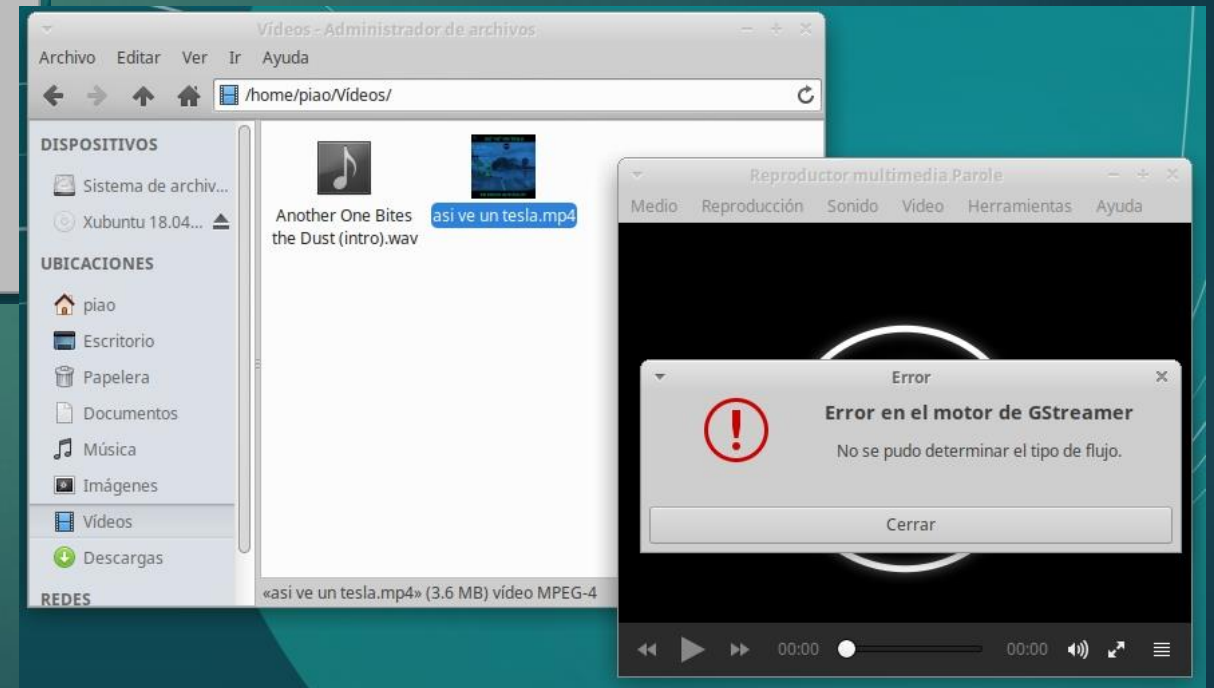 Vídeos - Administrador de archivos
Archivo Editar Ver Ir Ayuda
/home/piao/Vídeos/
DISPOSITIVOS
Sistema de archiv...
Xubuntu 18.04...
UBICACIONES
piao
Escritorio
Papelera
Documentos
Música
Imágenes
Vídeos
Descargas
REDES
Another One Bites
the Dust (intro).wav
asi ve un tesla.mp4
«asi ve un tesla.mp4» (3.6 MB) vídeo MPEG-4
Reproductor multimedia Parole
Medio Reproducción Sonido Video Herramientas Ayuda
Error
Error en el motor de GStreamer
No se pudo determinar el tipo de flujo.
Cerrar
00:00 00:00